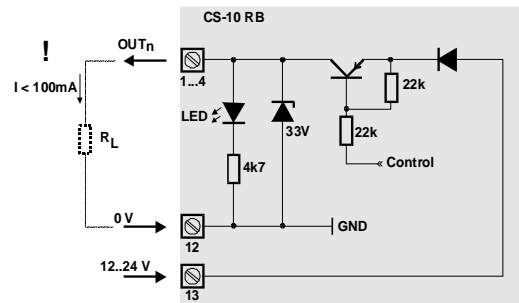 CS-10 RB
!
OUTn
I < 100mA
1...4
22k
LED
33V
22k
RL
4k7
Control
0 V
GND
12
12..24 V
13